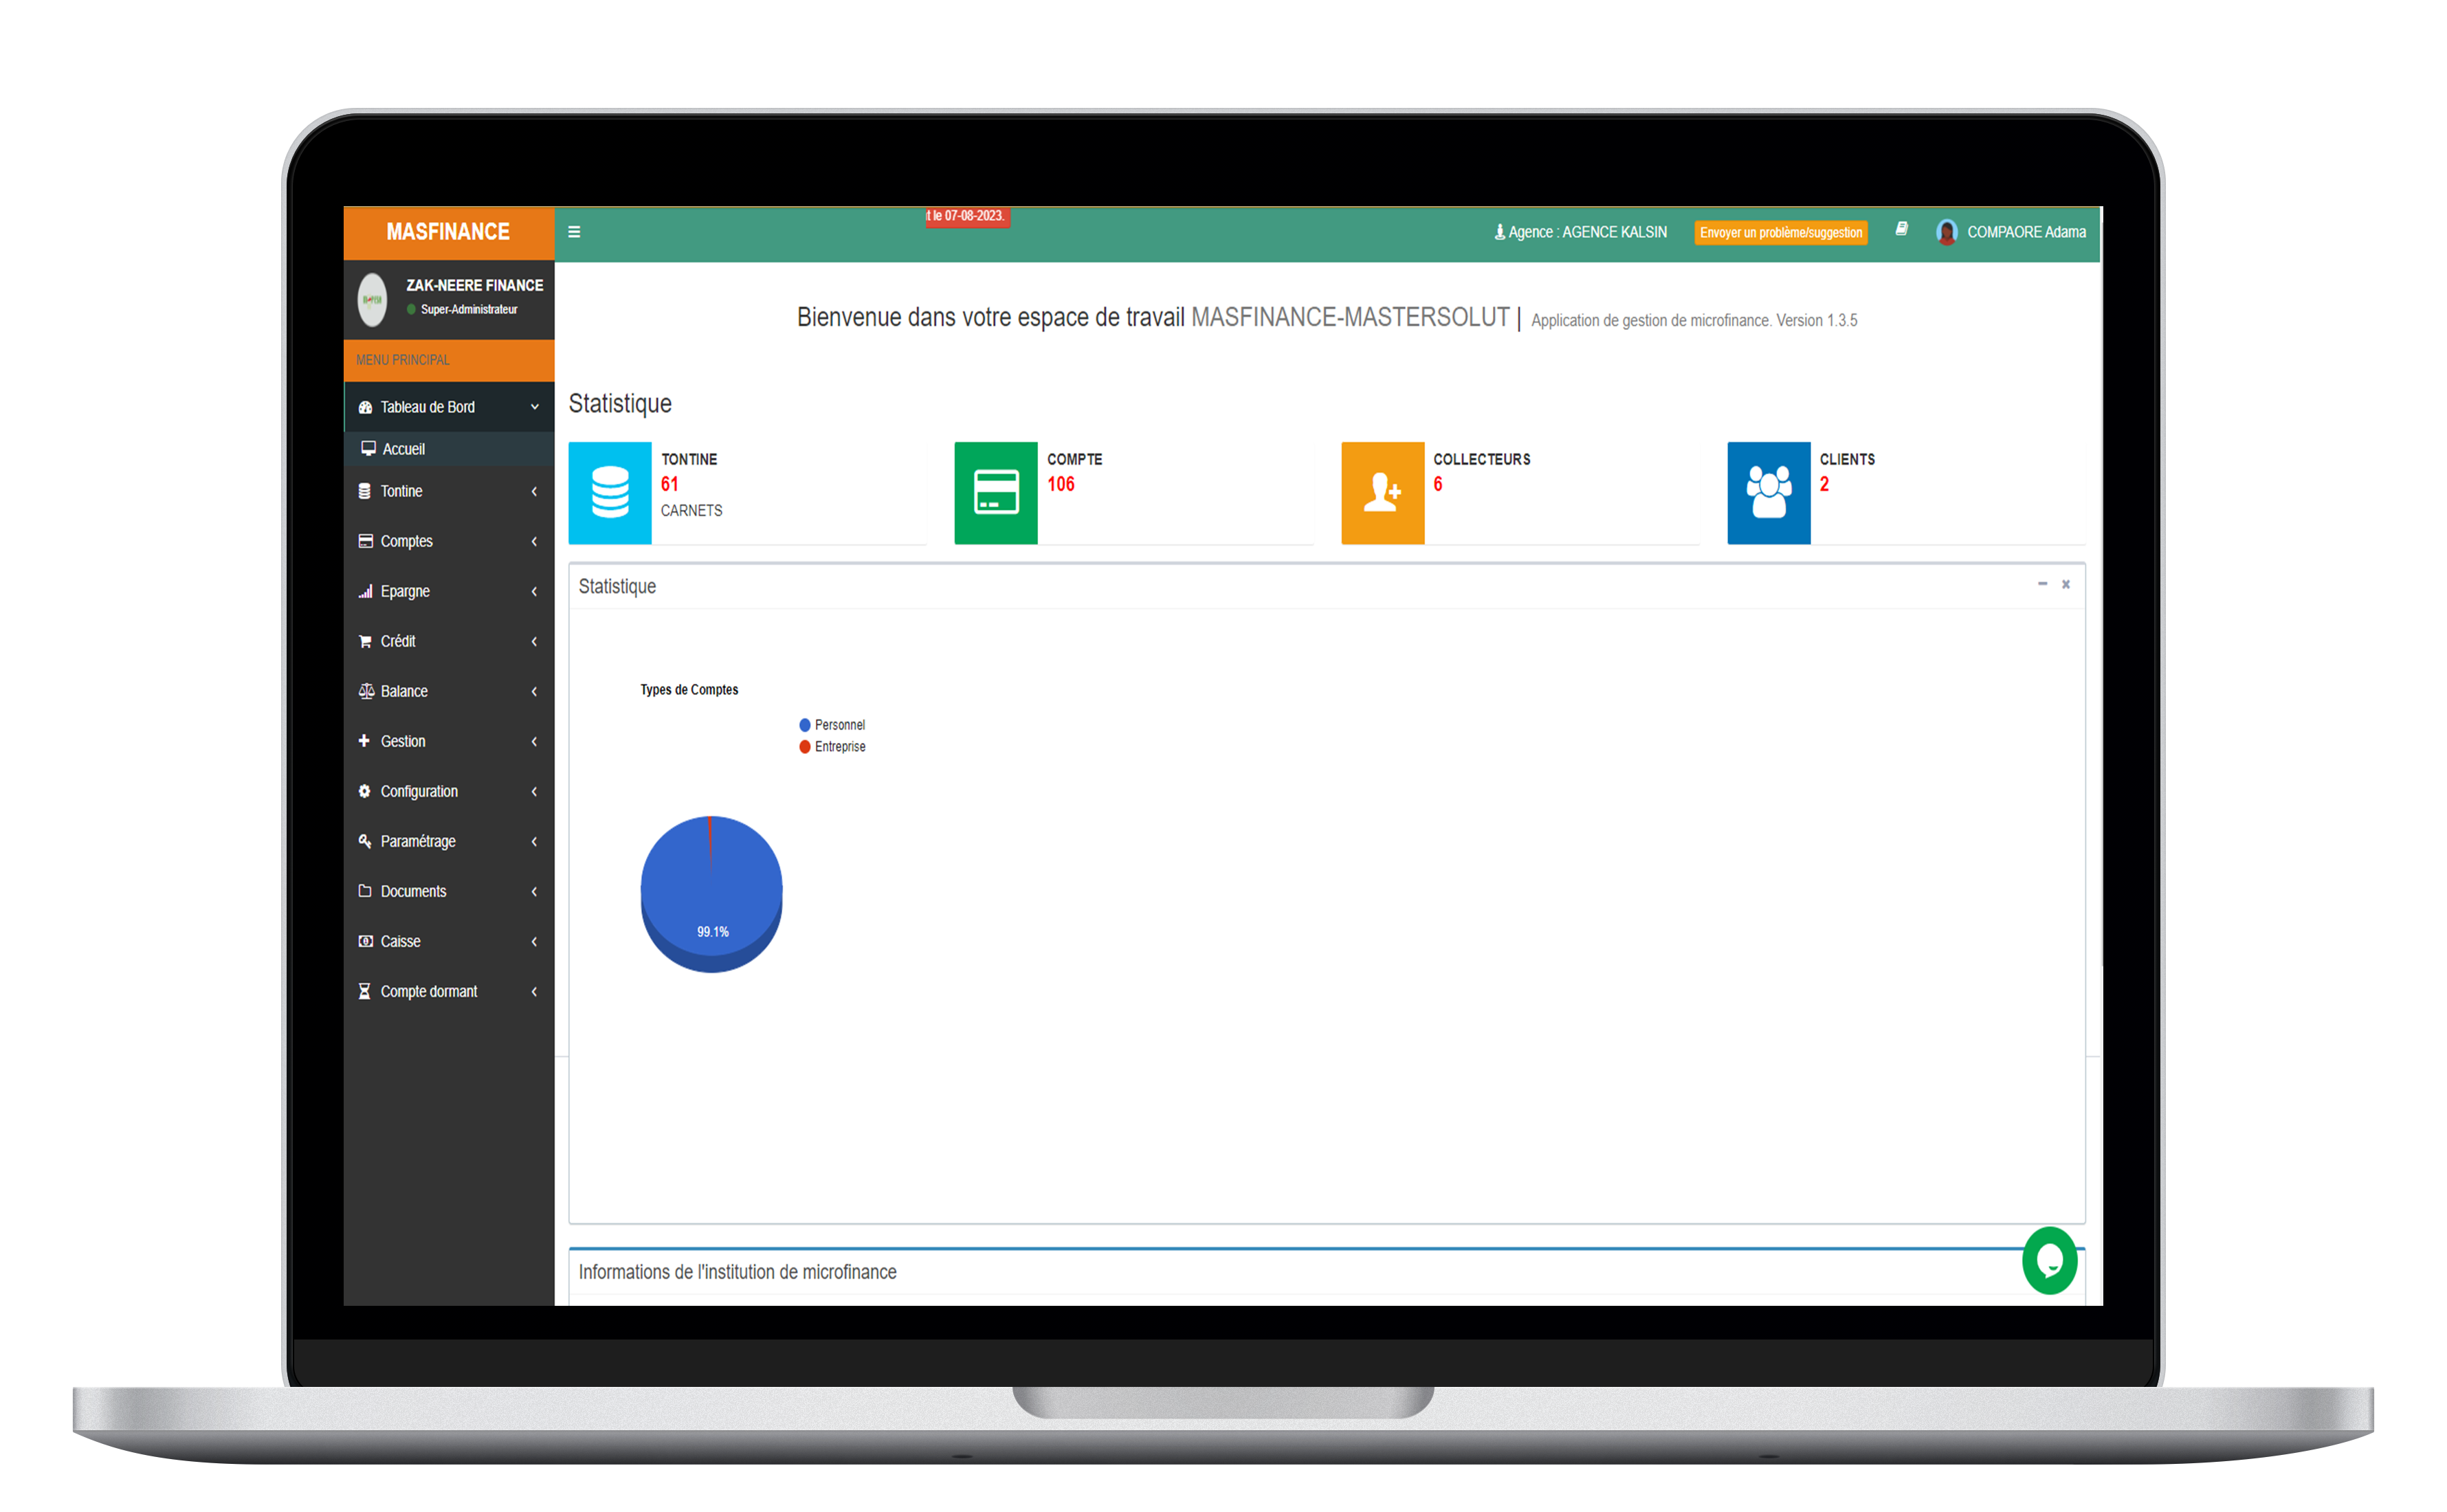 MASFINANCE
t le 07-08-2023.
Agence : AGENCE KALSIN
Envoyer un problème/suggestion
COMPAORE Adama
ZAK-NEERE FINANCE
Super-Administrateur
MENU PRINCIPAL
Tableau de Bord
Accueil
Tontine
Comptes
Epargne
Crédit
Balance
Gestion
Configuration
Paramétrage
Documents
Caisse
Compte dormant
Bienvenue dans votre espace de travail MASFINANCE-MASTERSOLUT | Application de gestion de microfinance. Version 1.3.5
Statistique
TONTINE
61
CARNETS
COMPTE
106
COLLECTEURS
6
CLIENTS
2
Statistique
Types de Comptes
Personnel
Entreprise
99.1%
Informations de l'institution de microfinance